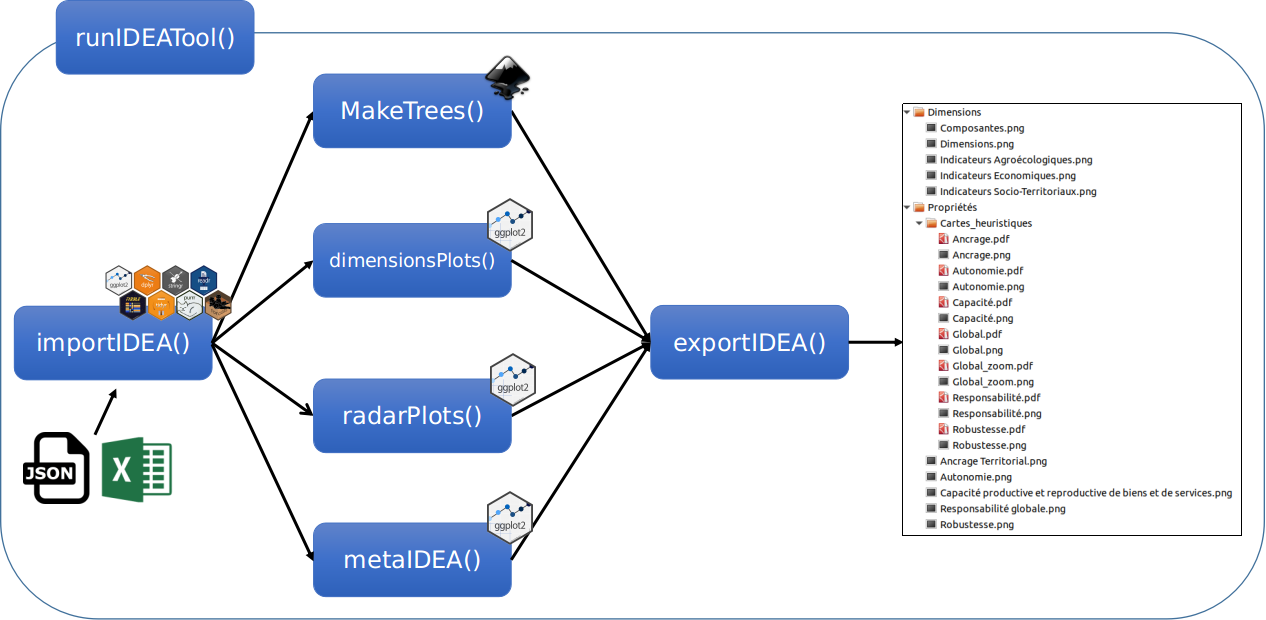 runIDEATool()
MakeTrees()
ggplot2
dimensionsPlots()
ggplot2
dplyr
stringr
readr
purrr
importIDEA()
ggplot2
radarPlots()
JSON
X
ggplot2
metaIDEA()
exportIDEA()
Dimensions
Composantes.png
Dimensions.png
Indicateurs Agroécologiques.png
Indicateurs Economiques.png
Indicateurs Socio-Territoriaux.png
Propriétés
Cartes_heuristiques
Ancrage.pdf
Ancrage.png
Autonomie.pdf
Autonomie.png
Capacité.pdf
Capacité.png
Global.pdf
Global.png
Global_zoom.pdf
Global_zoom.png
Responsabilité.pdf
Responsabilité.png
Robustesse.pdf
Robustesse.png
Ancrage Territorial.png
Autonomie.png
Capacité productive et reproductive de biens et de services.png
Responsabilité globale.png
Robustesse.png